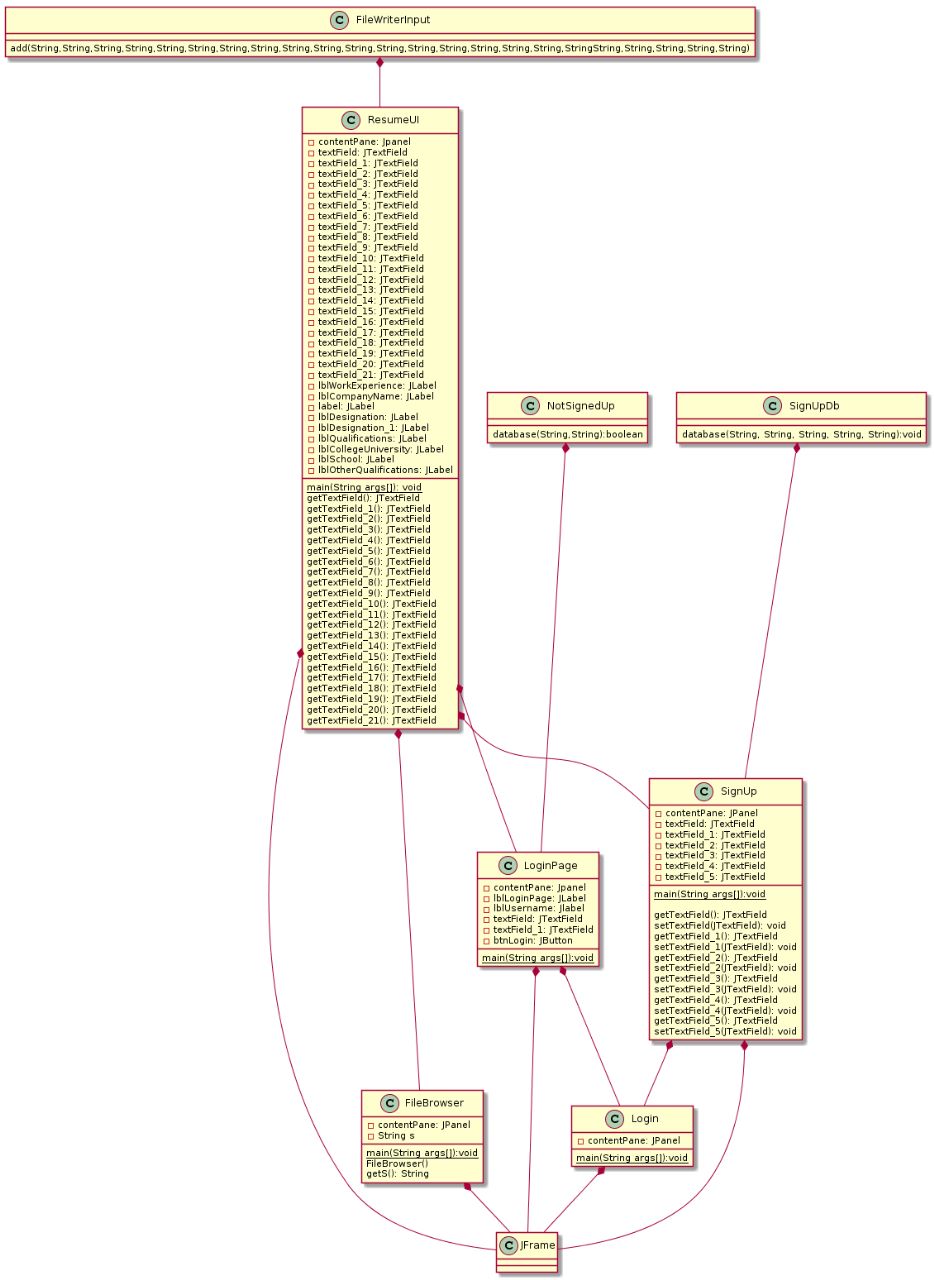 C FileWriterInput
add(String,String,String,String,String,String,String,String,String,String,String,String,String,String,String,String,String,StringString,String,String,String,String)
C ResumeUI
contentPane: Jpanel
textField: JTextField
textField_1: JTextField
textField_2: JTextField
textField_3: JTextField
textField_4: JTextField
textField_5: JTextField
textField_6: JTextField
textField_7: JTextField
textField_8: JTextField
textField_9: JTextField
textField_10: JTextField
textField_11: JTextField
textField_12: JTextField
textField_13: JTextField
textField_14: JTextField
textField_15: JTextField
textField_16: JTextField
textField_17: JTextField
textField_18: JTextField
textField_19: JTextField
textField_20: JTextField
textField_21: JTextField
lblWorkExperience: JLabel
lblCompanyName: JLabel
label: JLabel
lblDesignation: JLabel
lblDesignation_1: JLabel
lblQualifications: JLabel
lblCollegeUniversity: JLabel
lblSchool: JLabel
lblOtherQualifications: JLabel
main(String args[]): void
getTextField(): JTextField
getTextField_1(): JTextField
getTextField_2(): JTextField
getTextField_3(): JTextField
getTextField_4(): JTextField
getTextField_5(): JTextField
getTextField_6(): JTextField
getTextField_7(): JTextField
getTextField_8(): JTextField
getTextField_9(): JTextField
getTextField_10(): JTextField
getTextField_11(): JTextField
getTextField_12(): JTextField
getTextField_13(): JTextField
getTextField_14(): JTextField
getTextField_15(): JTextField
getTextField_16(): JTextField
getTextField_17(): JTextField
getTextField_18(): JTextField
getTextField_19(): JTextField
getTextField_20(): JTextField
getTextField_21(): JTextField
C NotSignedUp
database(String,String):boolean
C SignUpDb
database(String, String, String, String, String):void
C SignUp
contentPane: JPanel
textField: JTextField
textField_1: JTextField
textField_2: JTextField
textField_3: JTextField
textField_4: JTextField
textField_5: JTextField
main(String args[]):void
getTextField(): JTextField
setTextField(JTextField): void
getTextField_1(): JTextField
setTextField_1(JTextField): void
getTextField_2(): JTextField
setTextField_2(JTextField): void
getTextField_3(): JTextField
setTextField_3(JTextField): void
getTextField_4(): JTextField
setTextField_4(JTextField): void
getTextField_5(): JTextField
setTextField_5(JTextField): void
C LoginPage
contentPane: Jpanel
lblLoginPage: JLabel
lblUsername: Jlabel
textField: JTextField
textField_1: JTextField
btnLogin: JButton
main(String args[]):void
C FileBrowser
contentPane: JPanel
String s
main(String args[]):void
FileBrowser()
getS(): String
C Login
contentPane: JPanel
main(String args[]):void
C JFrame